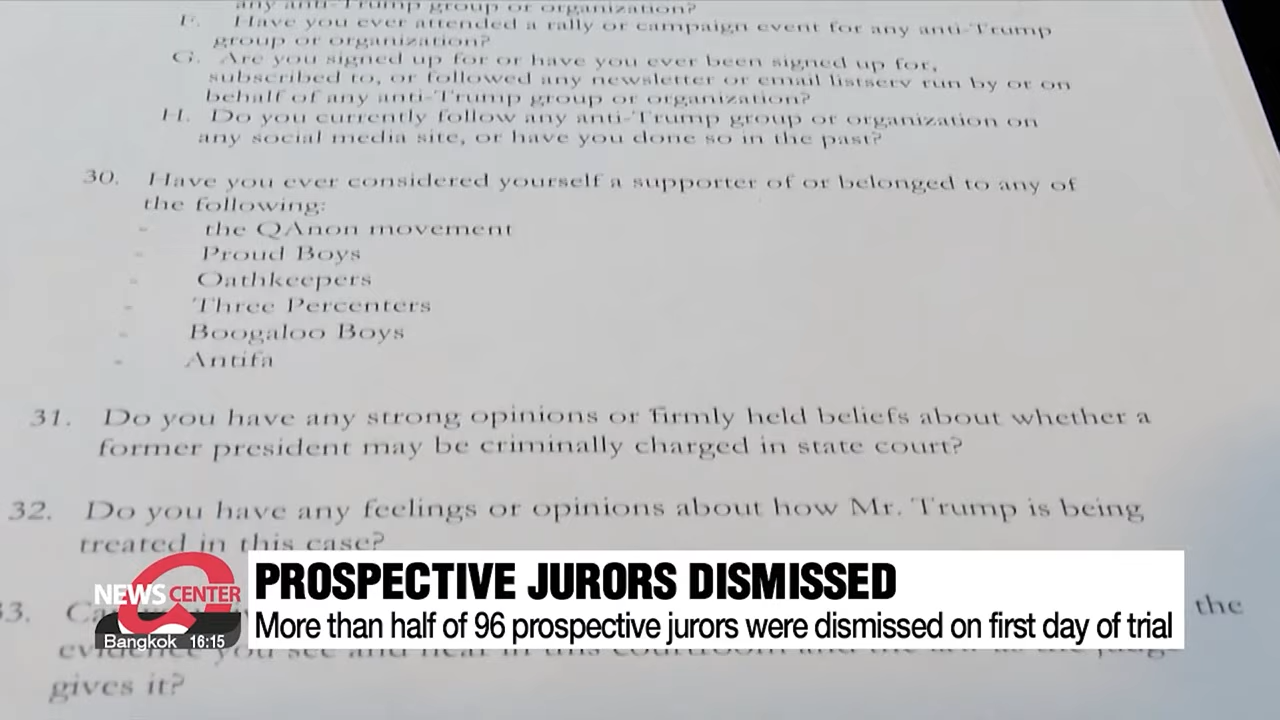 any anti-Trump group or organization?
F. Have you ever attended a rally or campaign event for any anti-Trump
group or organization?
G. Are you signed up for or have you ever been signed up for,
subscribed to, or followed any newsletter or email listserv run by or on
behalf of any anti-Trump group or organization?
H. Do you currently follow any anti-Trump group or organization on
any social media site, or have you done so in the past?
30. Have you ever considered yourself a supporter of or belonged to any of
the following:
- the QAnon movement
- Proud Boys
- Oathkeepers
- Three Percenters
- Boogaloo Boys
- Antifa
31. Do you have any strong opinions or firmly held beliefs about whether a
former president may be criminally charged in state court?
32. Do you have any feelings or opinions about how Mr. Trump is being
treated in this case?
the
gives it?
NEWS CENTER
Bangkok 16:15
PROSPECTIVE JURORS DISMISSED
More than half of 96 prospective jurors were dismissed on first day of trial